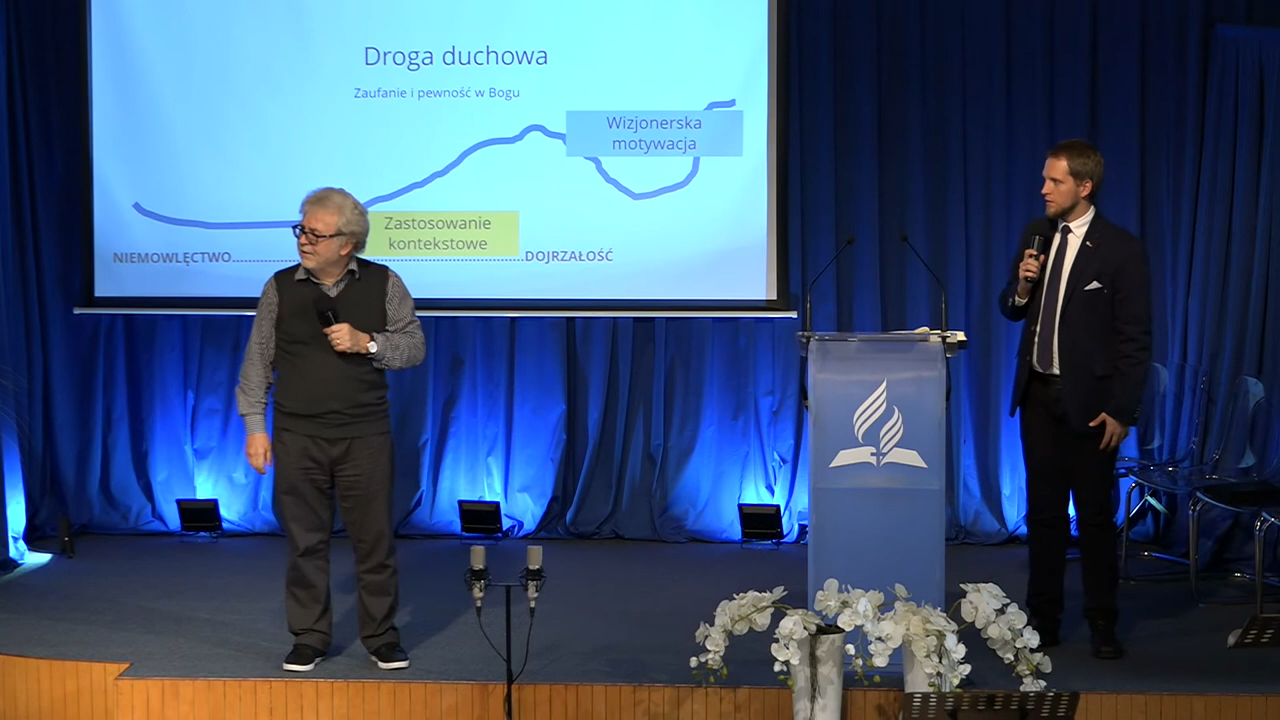 Droga duchowa
Zaufanie i pewność w Bogu
Wizjonerska
motywacja
Zastosowanie
kontekstowe
NIEMOWLĘCTWO................................................................DOJRZAŁOŚĆ